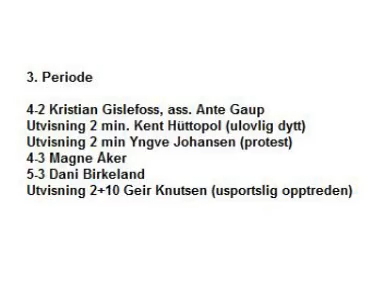 3. Periode
4-2 Kristian Gislefoss, ass. Ante Gaup
Utvisning 2 min. Kent Hüttopol (ulovlig dytt)
Utvisning 2 min Yngve Johansen (protest)
4-3 Magne Aker
5-3 Dani Birkeland
Utvisning 2+10 Geir Knutsen (usportslig opptreden)